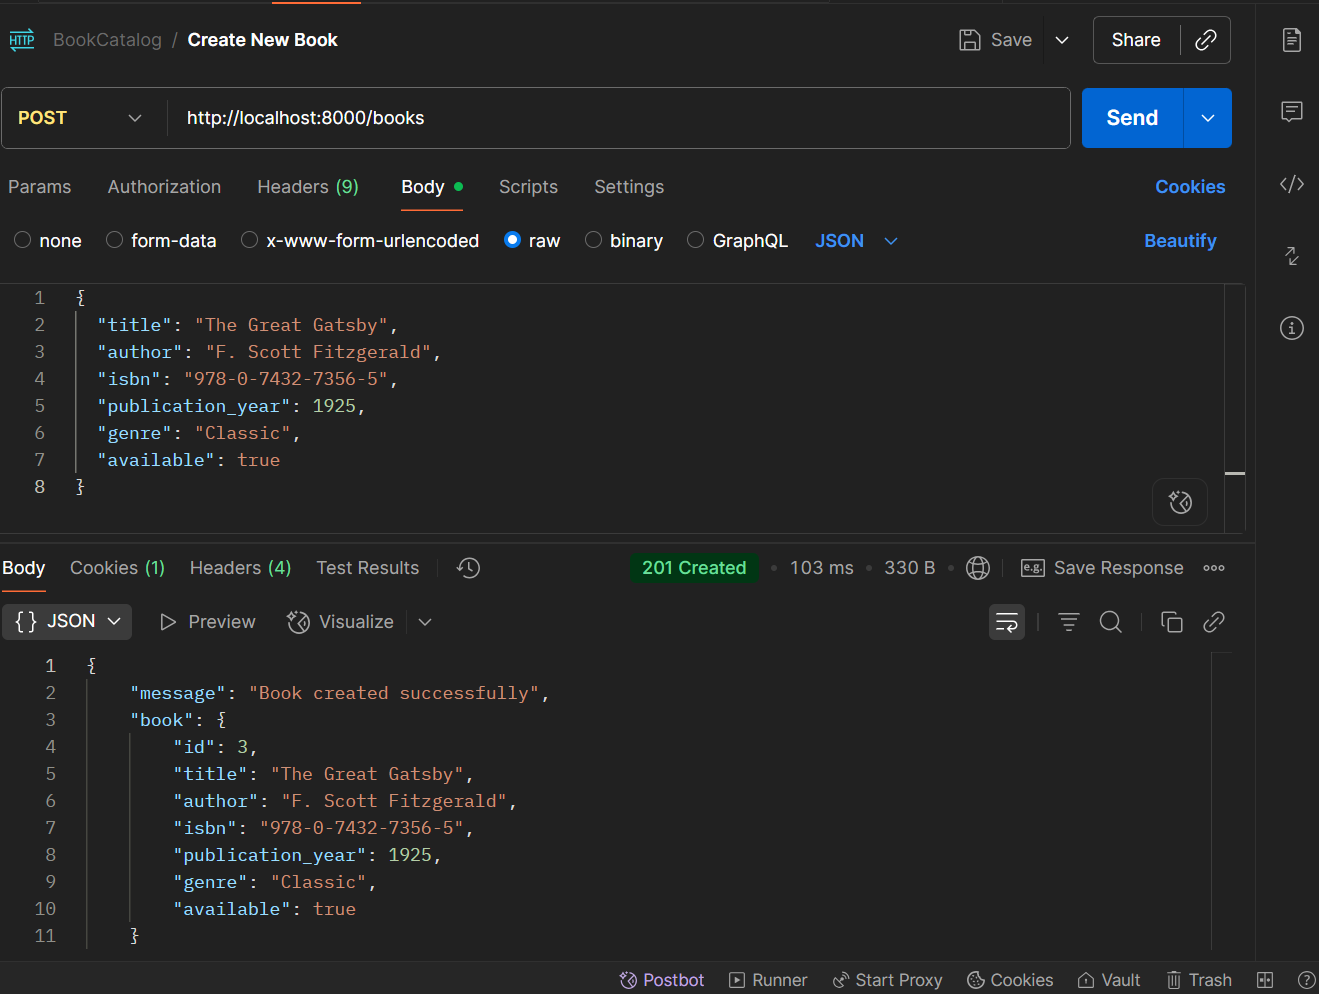 HTTP BookCatalog / Create New Book Save Share
POST http://localhost:8000/books Send
Params Authorization Headers (9) Body Scripts Settings Cookies
none form-data x-www-form-urlencoded raw binary GraphQL JSON Beautify
1 {
2 "title": "The Great Gatsby",
3 "author": "F. Scott Fitzgerald",
4 "isbn": "978-0-7432-7356-5",
5 "publication_year": 1925,
6 "genre": "Classic",
7 "available": true
8 }
Body Cookies (1) Headers (4) Test Results 201 Created • 103 ms • 330 B • e.g. Save Response
{} JSON Preview Visualize
1 {
2 "message": "Book created successfully",
3 "book": {
4 "id": 3,
5 "title": "The Great Gatsby",
6 "author": "F. Scott Fitzgerald",
7 "isbn": "978-0-7432-7356-5",
8 "publication_year": 1925,
9 "genre": "Classic",
10 "available": true
11 }
Postbot Runner Start Proxy Cookies Vault Trash